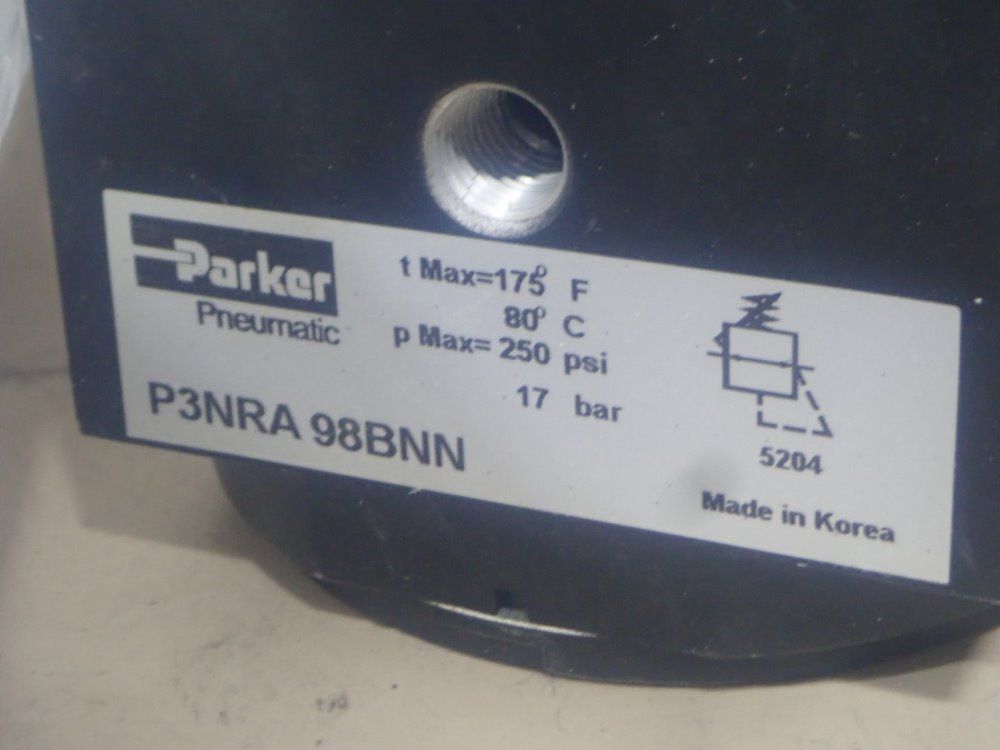 Parker
Pneumatic
P3NRA 98BNN
t Max=175° F
80° C
p Max= 250 psi
17 bar
5204
Made in Korea